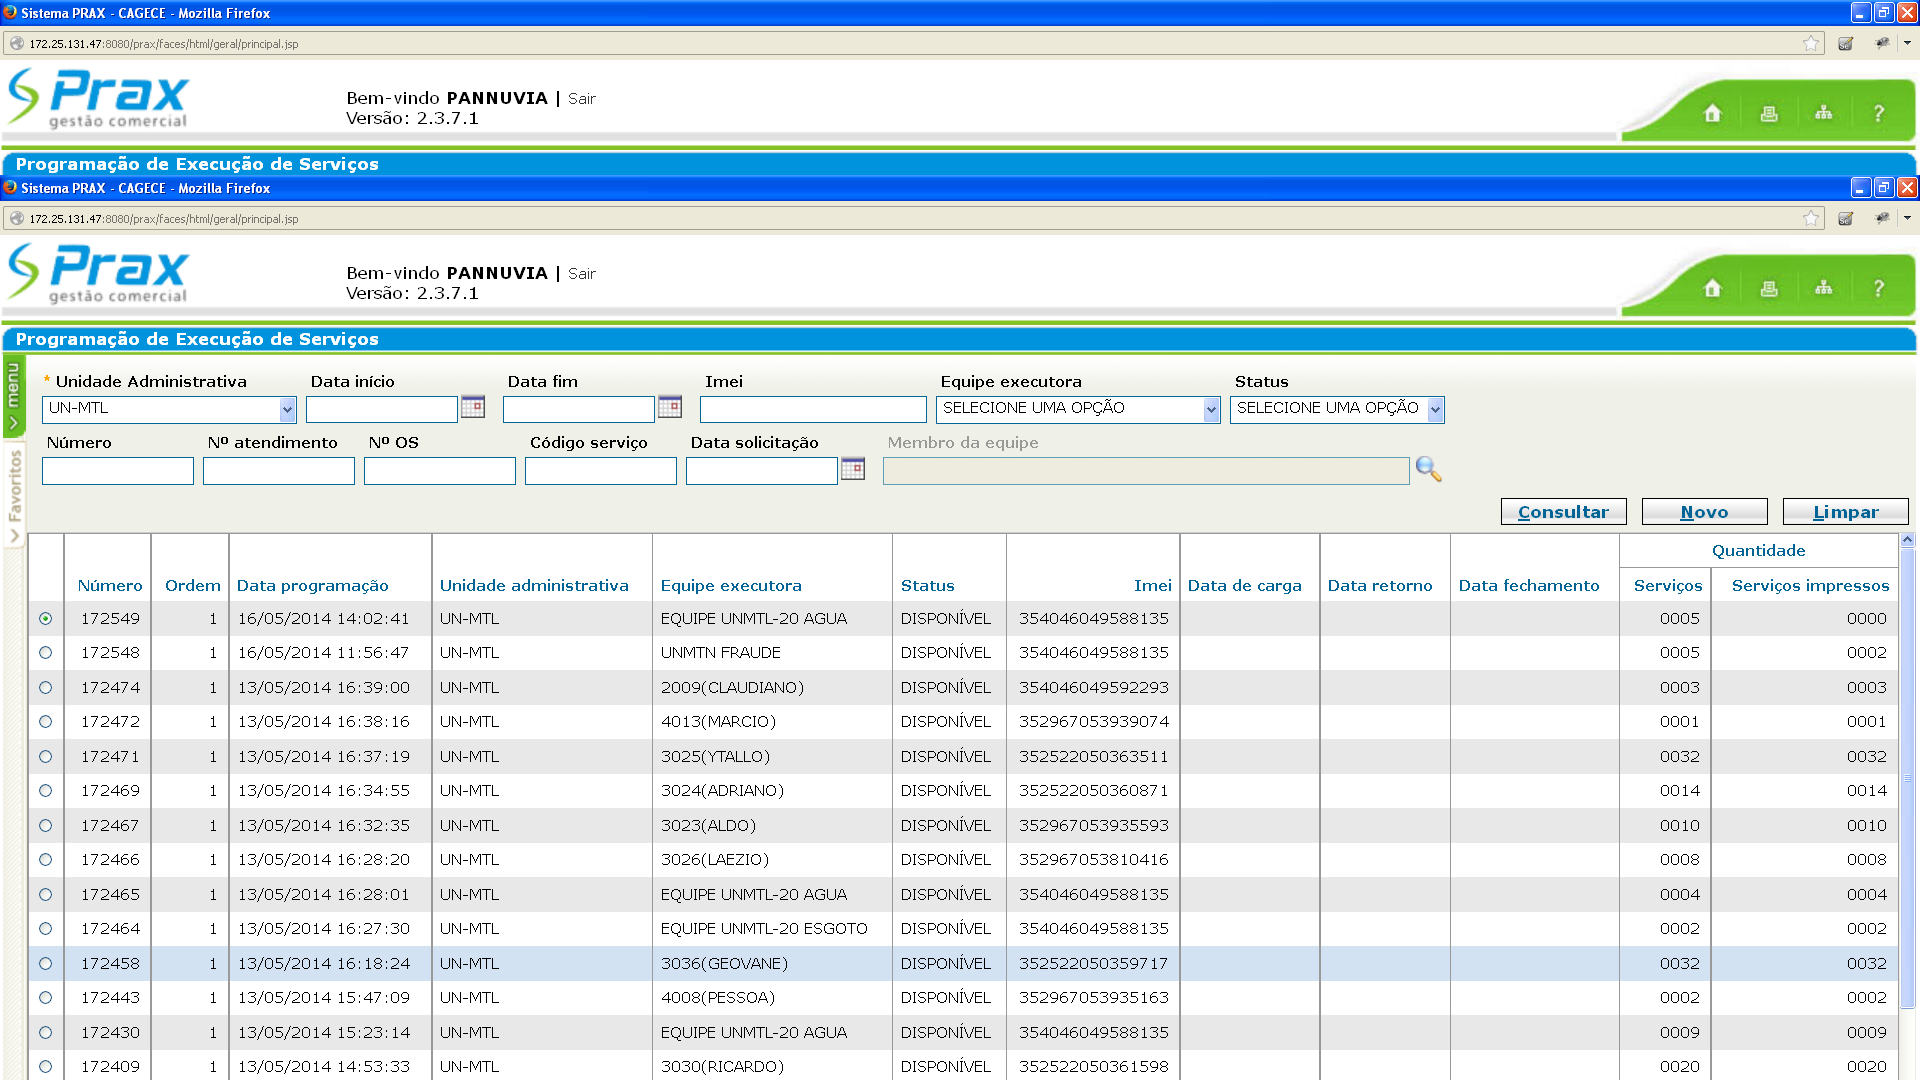 Sistema PRAX - CAGECE - Mozilla Firefox
172.25.131.47:8080/prax/faces/html/geral/principal.jsp
Prax
gestão comercial
Bem-vindo PANNUVIA | Sair
Versão: 2.3.7.1
?
Programação de Execução de Serviços
Sistema PRAX - CAGECE - Mozilla Firefox
172.25.131.47:8080/prax/faces/html/geral/principal.jsp
Prax
gestão comercial
Bem-vindo PANNUVIA | Sair
Versão: 2.3.7.1
?
Programação de Execução de Serviços
menu
Favoritos
* Unidade Administrativa Data início Data fim Imei Equipe executora Status
UN-MTL SELECIONE UMA OPÇÃO SELECIONE UMA OPÇÃO
Número Nº atendimento Nº OS Código serviço Data solicitação Membro da equipe
Consultar Novo Limpar
Quantidade
Número Ordem Data programação Unidade administrativa Equipe executora Status Imei Data de carga Data retorno Data fechamento Serviços Serviços impressos
172549 1 16/05/2014 14:02:41 UN-MTL EQUIPE UNMTL-20 AGUA DISPONÍVEL 354046049588135 0005 0000
172548 1 16/05/2014 11:56:47 UN-MTL UNMTN FRAUDE DISPONÍVEL 354046049588135 0005 0002
172474 1 13/05/2014 16:39:00 UN-MTL 2009(CLAUDIANO) DISPONÍVEL 354046049592293 0003 0003
172472 1 13/05/2014 16:38:16 UN-MTL 4013(MARCIO) DISPONÍVEL 352967053939074 0001 0001
172471 1 13/05/2014 16:37:19 UN-MTL 3025(YTALLO) DISPONÍVEL 352522050363511 0032 0032
172469 1 13/05/2014 16:34:55 UN-MTL 3024(ADRIANO) DISPONÍVEL 352522050360871 0014 0014
172467 1 13/05/2014 16:32:35 UN-MTL 3023(ALDO) DISPONÍVEL 352967053935593 0010 0010
172466 1 13/05/2014 16:28:20 UN-MTL 3026(LAEZIO) DISPONÍVEL 352967053810416 0008 0008
172465 1 13/05/2014 16:28:01 UN-MTL EQUIPE UNMTL-20 AGUA DISPONÍVEL 354046049588135 0004 0004
172464 1 13/05/2014 16:27:30 UN-MTL EQUIPE UNMTL-20 ESGOTO DISPONÍVEL 354046049588135 0002 0002
172458 1 13/05/2014 16:18:24 UN-MTL 3036(GEOVANE) DISPONÍVEL 352522050359717 0032 0032
172443 1 13/05/2014 15:47:09 UN-MTL 4008(PESSOA) DISPONÍVEL 352967053935163 0002 0002
172430 1 13/05/2014 15:23:14 UN-MTL EQUIPE UNMTL-20 AGUA DISPONÍVEL 354046049588135 0009 0009
172409 1 13/05/2014 14:53:33 UN-MTL 3030(RICARDO) DISPONÍVEL 352522050361598 0020 0020